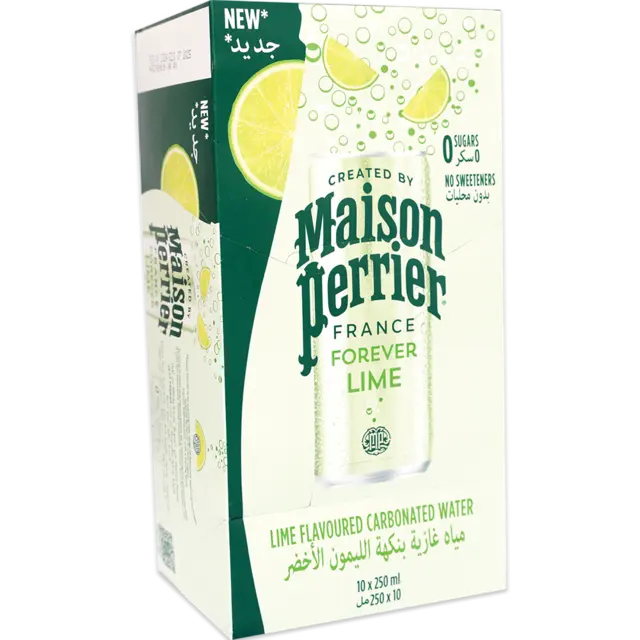 NEW*
جديد*
0 SUGARS
0 سكر
NO SWEETENERS
بدون محليات
CREATED BY
Maison
perrier
FRANCE
FOREVER
LIME
LIME FLAVOURED CARBONATED WATER
مياه غازية بنكهة الليمون الأخضر
10 x 250 ml
10 x 250 مل
NEW*
جديد*
CREATED BY
Maison
perrier